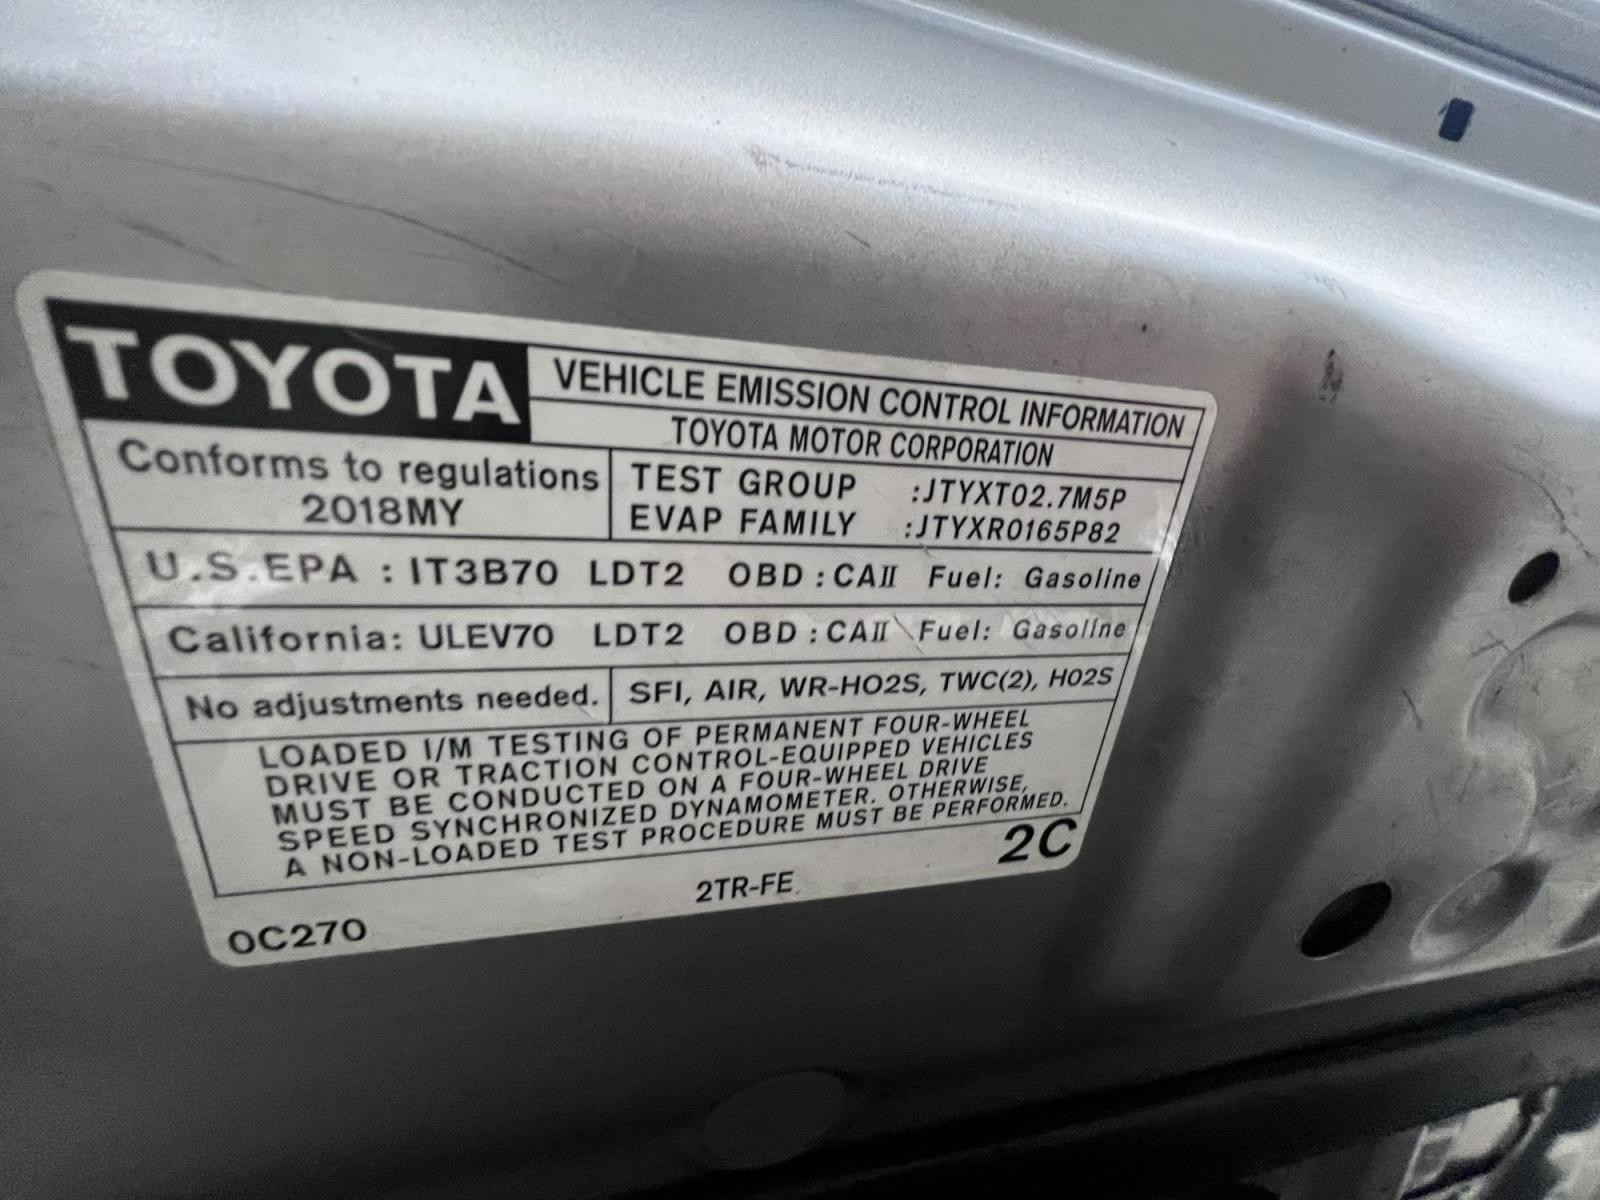 TOYOTA
VEHICLE EMISSION CONTROL INFORMATION
TOYOTA MOTOR CORPORATION
Conforms to regulations
2018MY
TEST GROUP :JTYXT02.7M5P
EVAP FAMILY :JTYXR0165P82
U.S.EPA : IT3B70 LDT2 OBD : CAII Fuel: Gasoline
California: ULEV70 LDT2 OBD : CAII Fuel: Gasoline
No adjustments needed.
SFI, AIR, WR-HO2S, TWC(2), HO2S
LOADED I/M TESTING OF PERMANENT FOUR-WHEEL
DRIVE OR TRACTION CONTROL-EQUIPPED VEHICLES
MUST BE CONDUCTED ON A FOUR-WHEEL DRIVE
SPEED SYNCHRONIZED DYNAMOMETER. OTHERWISE,
A NON-LOADED TEST PROCEDURE MUST BE PERFORMED.
2C
2TR-FE
0C270